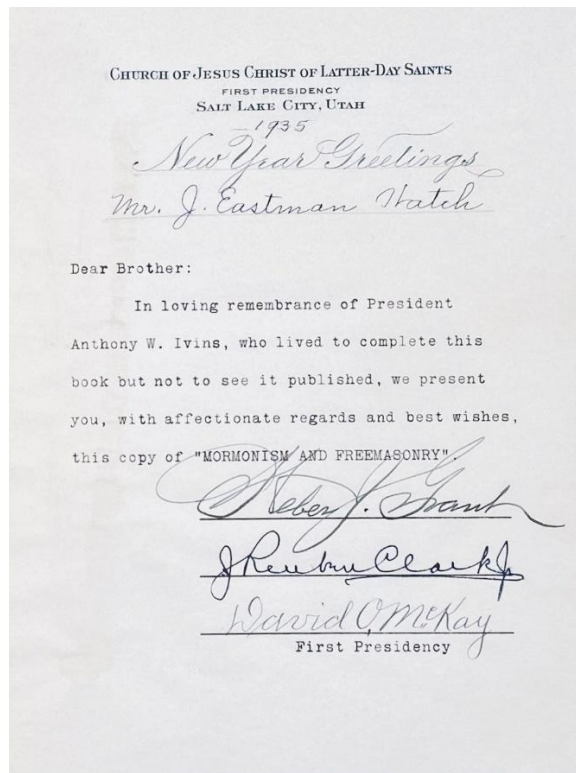 CHURCH OF JESUS CHRIST OF LATTER-DAY SAINTS
FIRST PRESIDENCY
SALT LAKE CITY, UTAH
1935
New Year Greetings
Mr. J. Eastman Hatch
Dear Brother:
In loving remembrance of President
Anthony W. Ivins, who lived to complete this
book but not to see it published, we present
you, with affectionate regards and best wishes,
this copy of "MORMONISM AND FREEMASONRY".
Heber J. Grant
J Reuben Clark Jr
David O. McKay
First Presidency